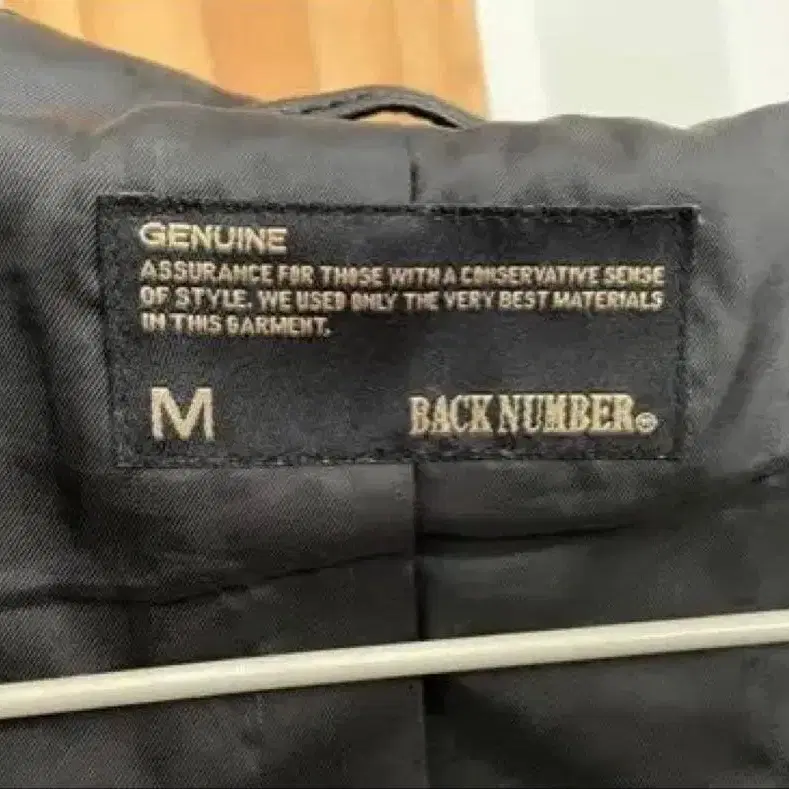 GENUINE
ASSURANCE FOR THOSE WITH A CONSERVATIVE SENSE
OF STYLE. WE USED ONLY THE VERY BEST MATERIALS
IN THIS GARMENT.
M
BACK NUMBER®